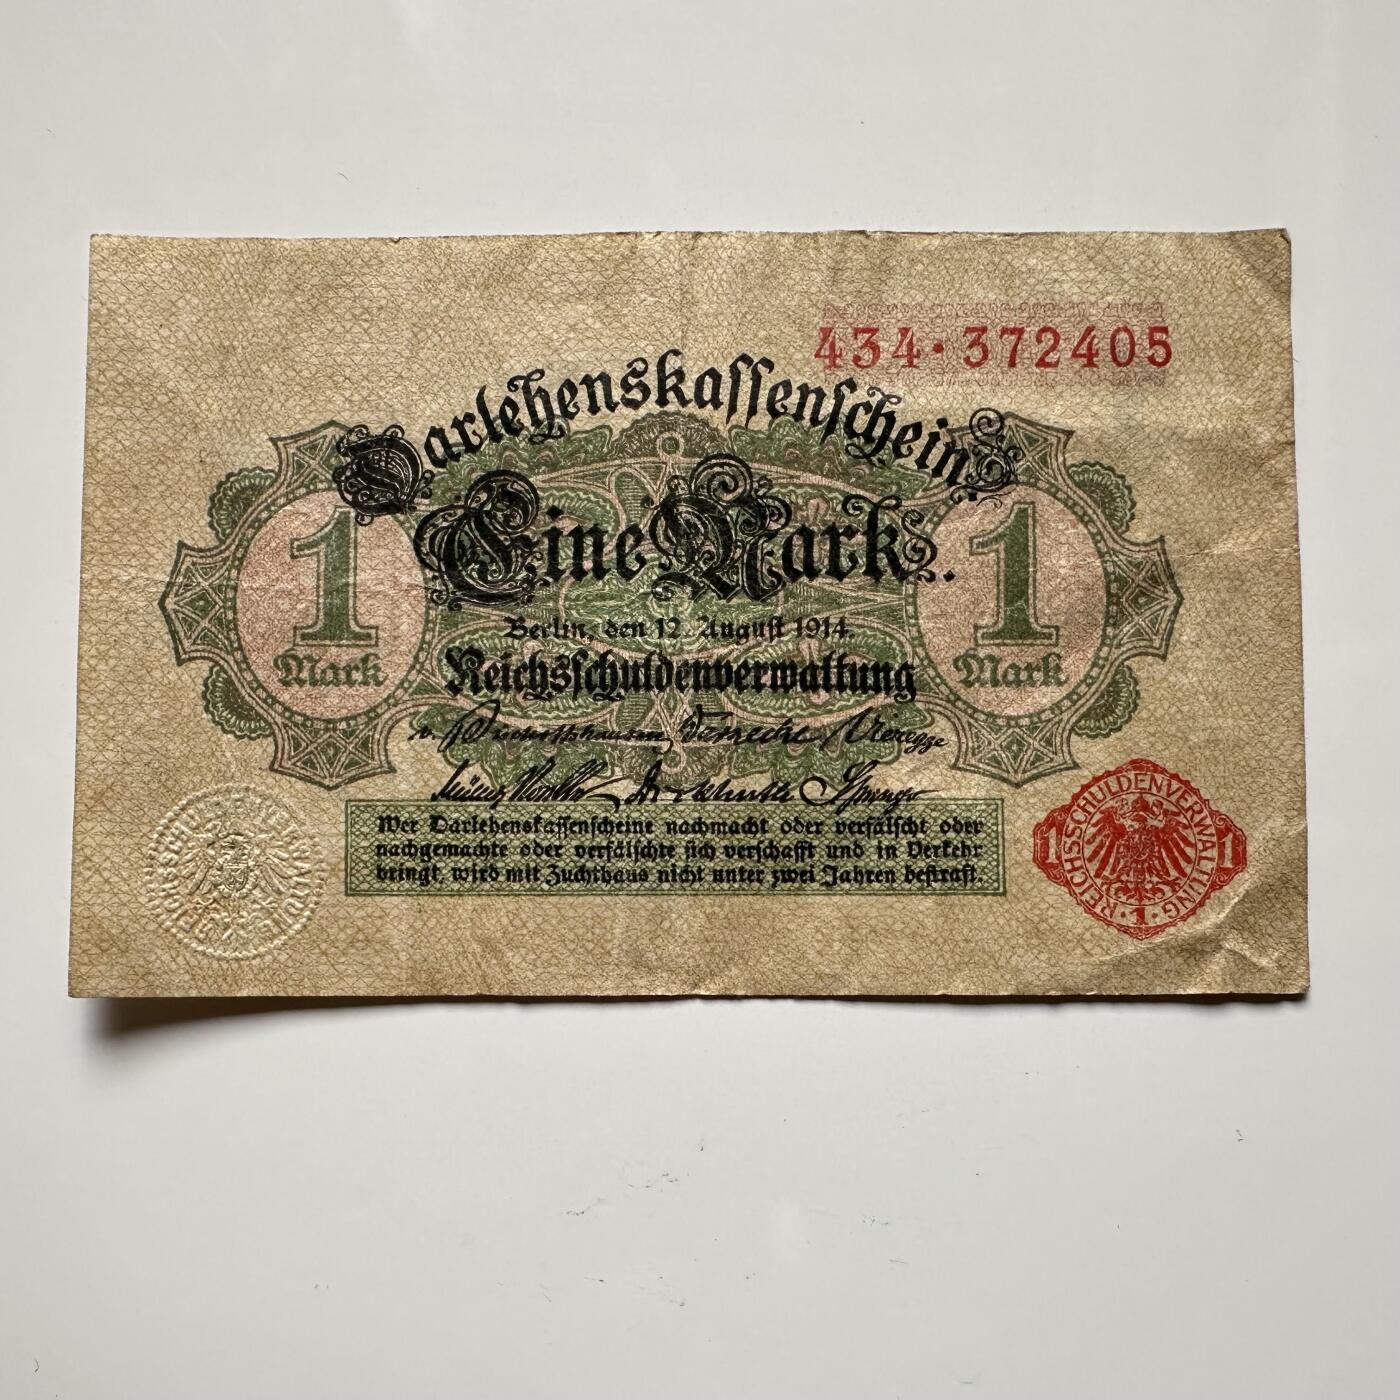 434·372405
Darlehenskassenschein
Eine Mark.
1
Mark
1
Mark
Berlin, den 12. August 1914.
Reichsschuldenverwaltung
Wer Darlehenskassenscheine nachmacht oder verfälscht oder
nachgemachte oder verfälschte sich verschafft und in Verkehr
bringt, wird mit Zuchthaus nicht unter zwei Jahren bestraft.
REICHSSCHULDENVERWALTUNG
REICHSSCHULDENVERWALTUNG
1
1
·1·